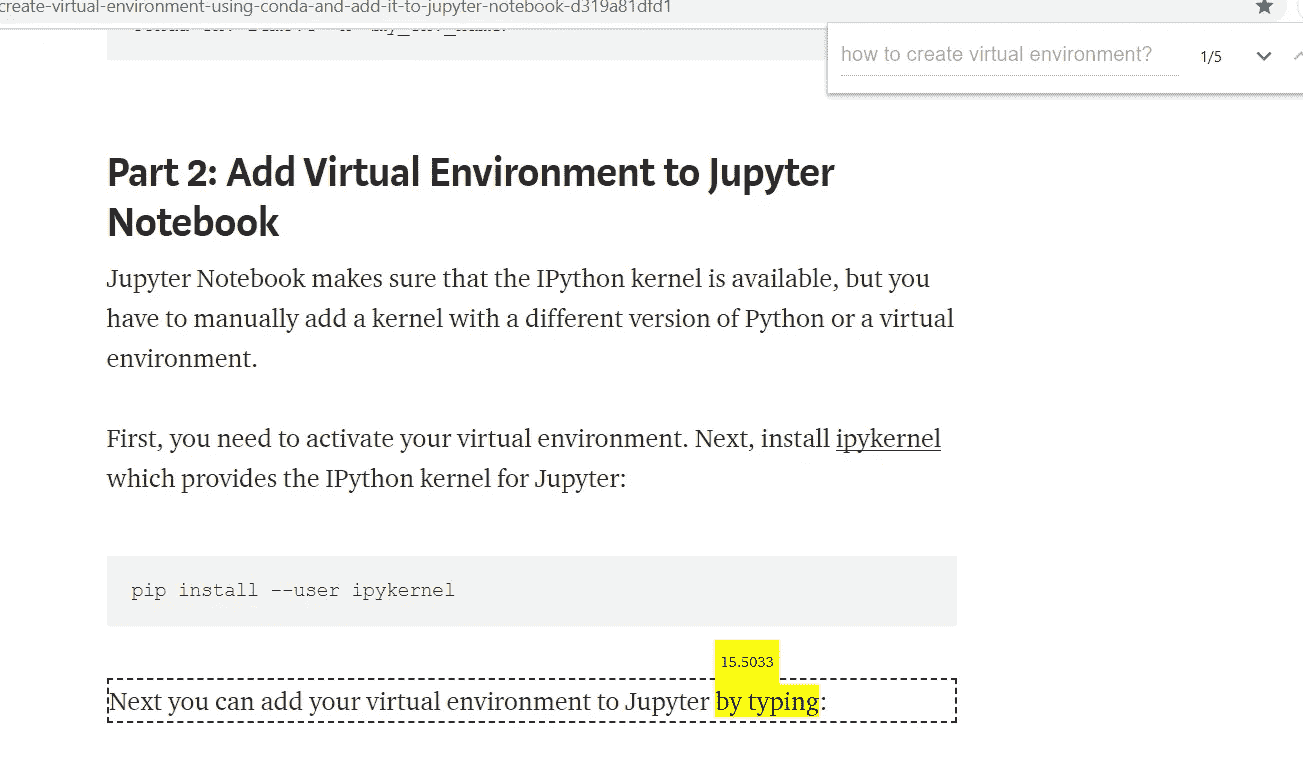 create-virtual-environment-using-conda-and-add-it-to-jupyter-notebook-d319a81dfd1
how to create virtual environment? 1/5
Part 2: Add Virtual Environment to Jupyter
Notebook
Jupyter Notebook makes sure that the IPython kernel is available, but you
have to manually add a kernel with a different version of Python or a virtual
environment.
First, you need to activate your virtual environment. Next, install ipykernel
which provides the IPython kernel for Jupyter:
pip install --user ipykernel
15.5033
Next you can add your virtual environment to Jupyter by typing: